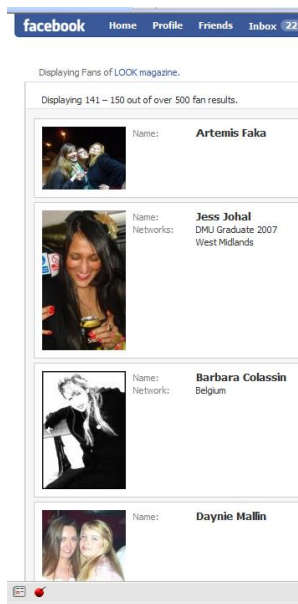 facebook Home Profile Friends Inbox 22
Displaying Fans of LOOK magazine.
Displaying 141 – 150 out of over 500 fan results.
Name: Artemis Faka
Name: Jess Johal
Networks: DMU Graduate 2007
West Midlands
Name: Barbara Colassin
Network: Belgium
Name: Daynie Mallin